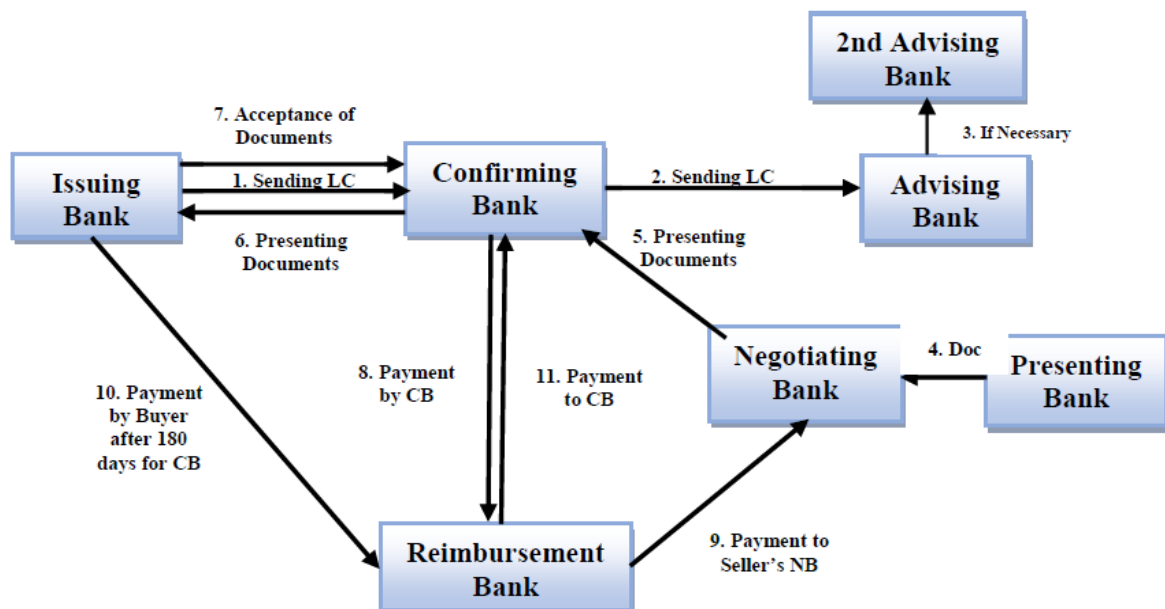 2nd Advising
Bank
7. Acceptance of
Documents
3. If Necessary
Issuing
Bank
1. Sending LC
Confirming
Bank
2. Sending LC
Advising
Bank
6. Presenting
Documents
5. Presenting
Documents
10. Payment
by Buyer
after 180
days for CB
8. Payment
by CB
11. Payment
to CB
Negotiating
Bank
4. Doc
Presenting
Bank
Reimbursement
Bank
9. Payment to
Seller's NB